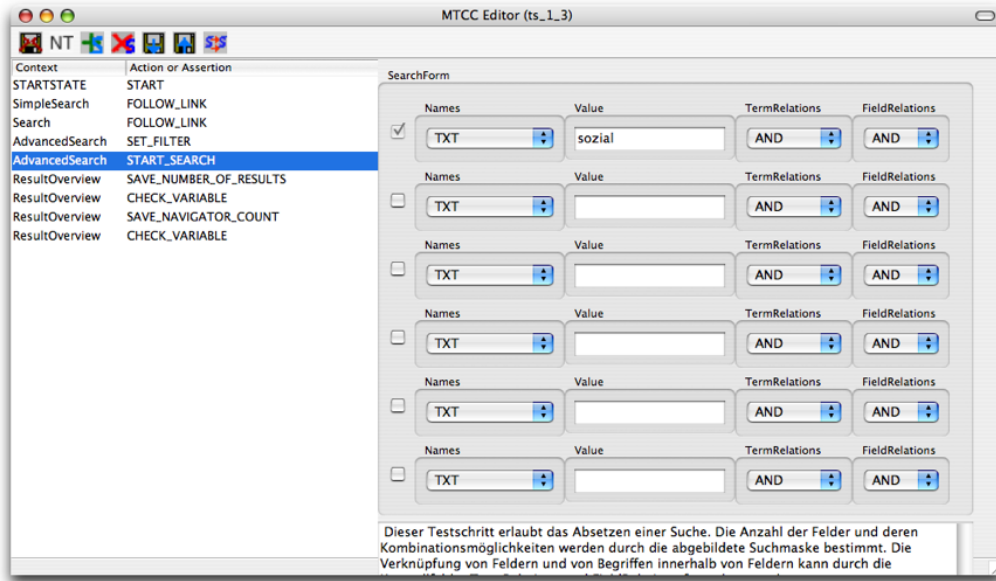 MTCC Editor (ts_1_3)
NT
Context Action or Assertion
STARTSTATE START
SimpleSearch FOLLOW_LINK
Search FOLLOW_LINK
AdvancedSearch SET_FILTER
AdvancedSearch START_SEARCH
ResultOverview SAVE_NUMBER_OF_RESULTS
ResultOverview CHECK_VARIABLE
ResultOverview SAVE_NAVIGATOR_COUNT
ResultOverview CHECK_VARIABLE
SearchForm
Names Value TermRelations FieldRelations
TXT sozial AND AND
Names Value TermRelations FieldRelations
TXT AND AND
Names Value TermRelations FieldRelations
TXT AND AND
Names Value TermRelations FieldRelations
TXT AND AND
Names Value TermRelations FieldRelations
TXT AND AND
Names Value TermRelations FieldRelations
TXT AND AND
Dieser Testschritt erlaubt das Absetzen einer Suche. Die Anzahl der Felder und deren
Kombinationsmöglichkeiten werden durch die abgebildete Suchmaske bestimmt. Die
Verknüpfung von Feldern und von Begriffen innerhalb von Feldern kann durch die